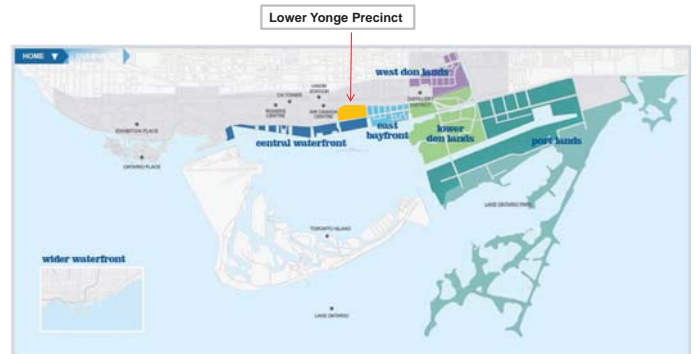 Lower Yonge Precinct
HOME
west don lands
UNION
STATION
CN TOWER
DISTILLERY
DISTRICT
ROGERS
CENTRE
AIR CANADA
CENTRE
EXHIBITION PLACE
east
bayfront
central waterfront
lower
don lands
port lands
ONTARIO PLACE
LAKE ONTARIO PARK
TORONTO ISLAND
wider waterfront
LAKE ONTARIO